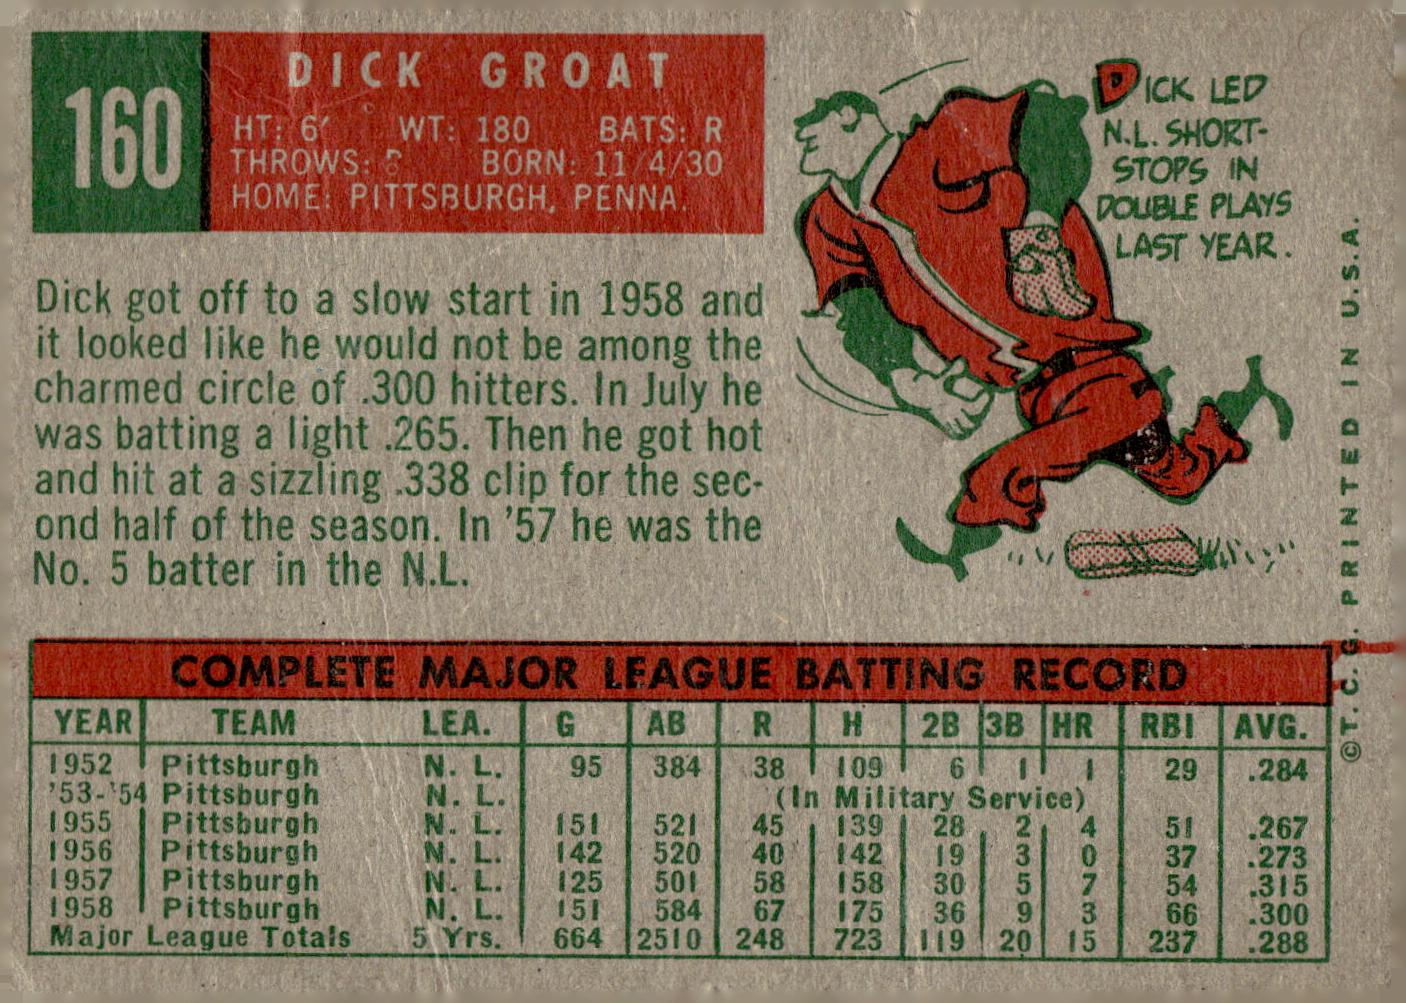 160
DICK GROAT
HT: 6' WT: 180 BATS: R
THROWS: BORN: 11/4/30
HOME: PITTSBURGH, PENNA.
DICK LED
N.L. SHORT-
STOPS IN
DOUBLE PLAYS
LAST YEAR.
Dick got off to a slow start in 1958 and
it looked like he would not be among the
charmed circle of .300 hitters. In July he
was batting a light .265. Then he got hot
and hit at a sizzling .338 clip for the sec-
ond half of the season. In '57 he was the
No. 5 batter in the N.L.
COMPLETE MAJOR LEAGUE BATTING RECORD
YEAR TEAM LEA. G AB R H 2B 3B HR RBI AVG.
1952 Pittsburgh N. L. 95 384 38 109 6 1 1 29 .284
'53-'54 Pittsburgh N. L. (In Military Service)
1955 Pittsburgh N. L. 151 521 45 139 28 2 4 51 .267
1956 Pittsburgh N. L. 142 520 40 142 19 3 0 37 .273
1957 Pittsburgh N. L. 125 501 58 158 30 5 7 54 .315
1958 Pittsburgh N. L. 151 584 67 175 36 9 3 66 .300
Major League Totals 5 Yrs. 664 2510 248 723 119 20 15 237 .288
©T.C.G. PRINTED IN U.S.A.